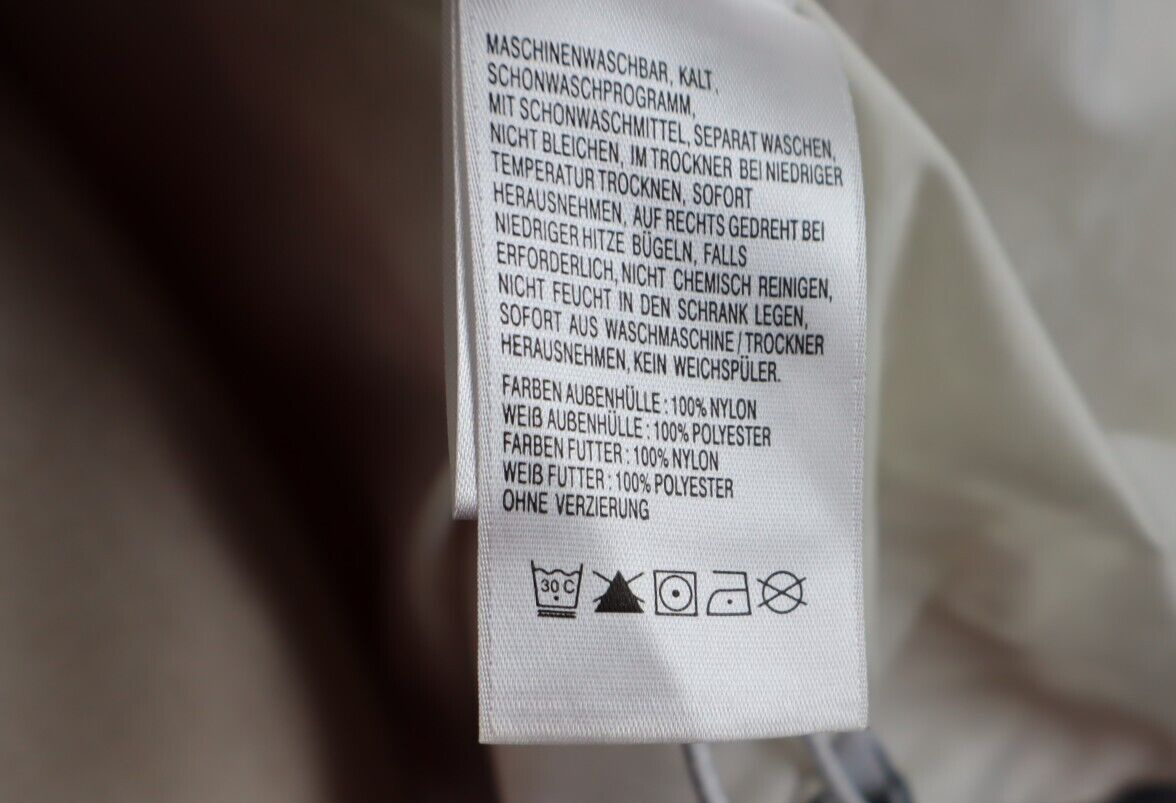 MASCHINENWASCHBAR, KALT,
SCHONWASCHPROGRAMM,
MIT SCHONWASCHMITTEL, SEPARAT WASCHEN,
NICHT BLEICHEN, IM TROCKNER BEI NIEDRIGER
TEMPERATUR TROCKNEN, SOFORT
HERAUSNEHMEN, AUF RECHTS GEDREHT BEI
NIEDRIGER HITZE BÜGELN, FALLS
ERFORDERLICH, NICHT CHEMISCH REINIGEN,
NICHT FEUCHT IN DEN SCHRANK LEGEN,
SOFORT AUS WASCHMASCHINE/TROCKNER
HERAUSNEHMEN, KEIN WEICHSPÜLER.
FARBEN AUßENHÜLLE : 100% NYLON
WEIß AUßENHÜLLE : 100% POLYESTER
FARBEN FUTTER : 100% NYLON
WEIß FUTTER : 100% POLYESTER
OHNE VERZIERUNG
30 C